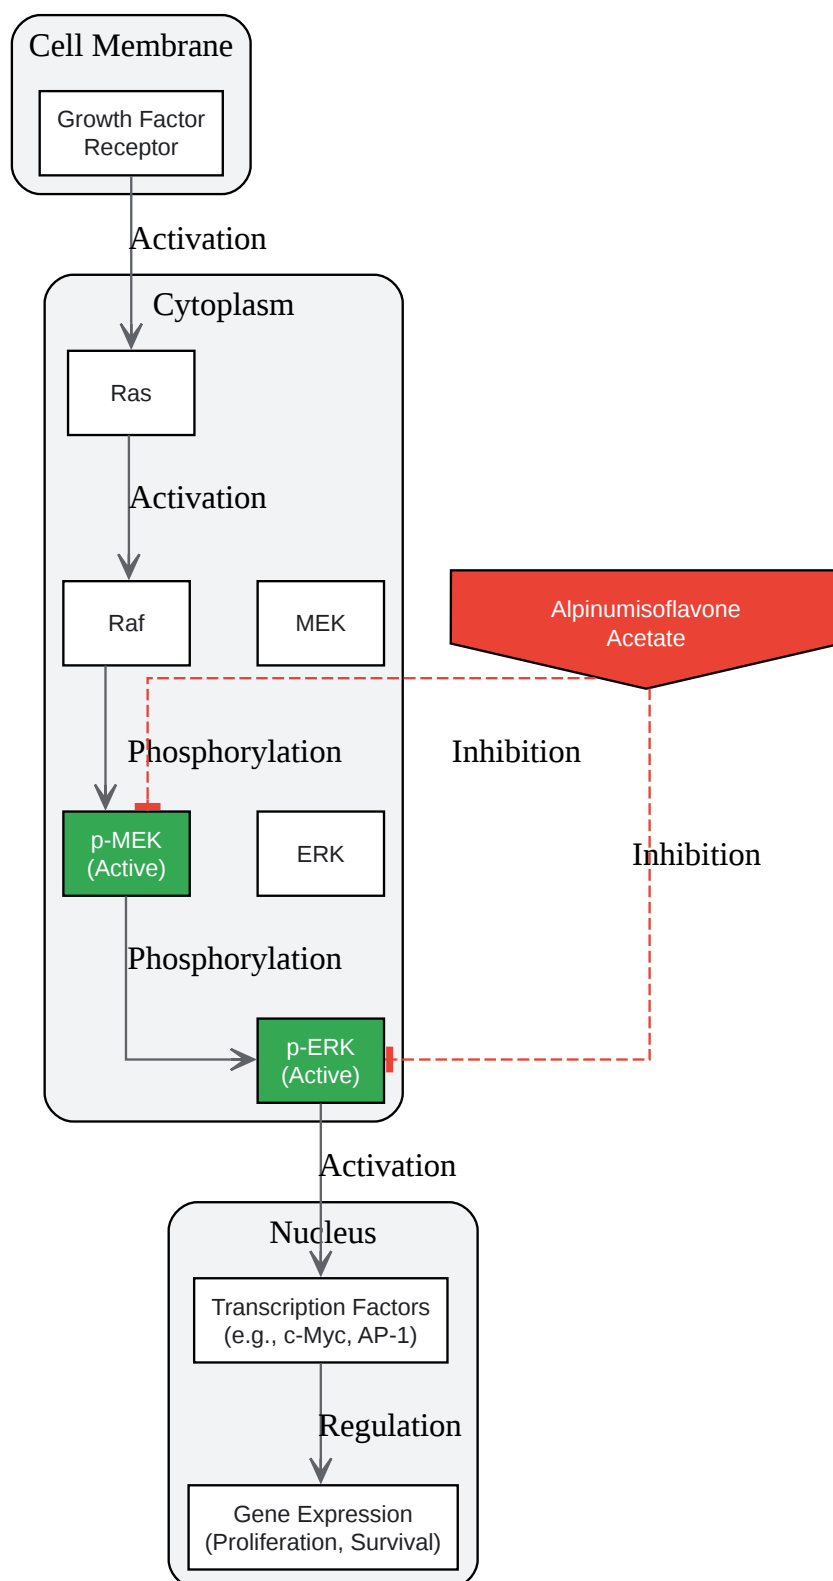 Cell Membrane
Growth Factor
Receptor
Activation
Cytoplasm
Ras
Activation
Raf
MEK
Alpinumisoflavone
Acetate
Phosphorylation
Inhibition
p-MEK
(Active)
ERK
Inhibition
Phosphorylation
p-ERK
(Active)
Activation
Nucleus
Transcription Factors
(e.g., c-Myc, AP-1)
Regulation
Gene Expression
(Proliferation, Survival)